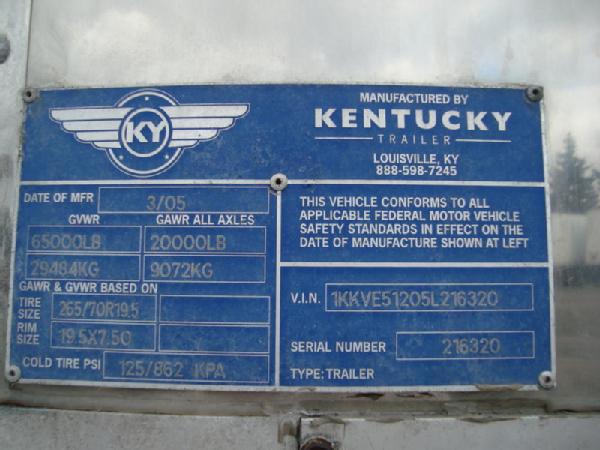 KY
MANUFACTURED BY
KENTUCKY
TRAILER
LOUISVILLE, KY
888-598-7245
DATE OF MFR 3/05
GVWR GAWR ALL AXLES
65000LB 20000LB
29484KG 9072KG
GAWR & GVWR BASED ON
TIRE SIZE 265/70R19.5
RIM SIZE 19.5X7.50
COLD TIRE PSI 125/862 KPA
THIS VEHICLE CONFORMS TO ALL
APPLICABLE FEDERAL MOTOR VEHICLE
SAFETY STANDARDS IN EFFECT ON THE
DATE OF MANUFACTURE SHOWN AT LEFT
V.I.N. 1KKVE51205L216320
SERIAL NUMBER 216320
TYPE: TRAILER